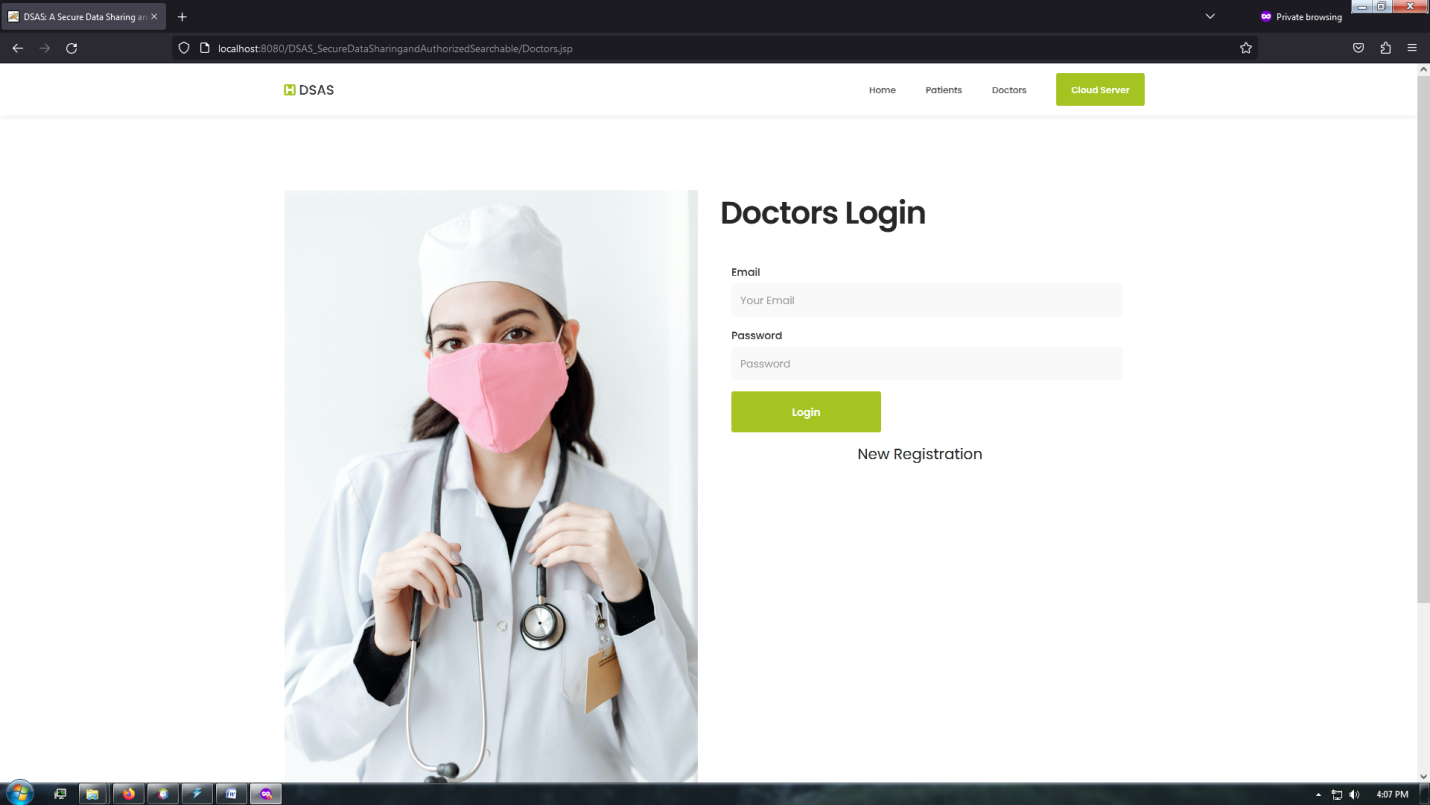 DSAS: A Secure Data Sharing an
Private browsing
localhost:8080/DSAS_SecureDataSharingandAuthorizedSearchable/Doctors.jsp
H DSAS
Home
Patients
Doctors
Cloud Server
Doctors Login
Email
Your Email
Password
Password
Login
New Registration
4:07 PM